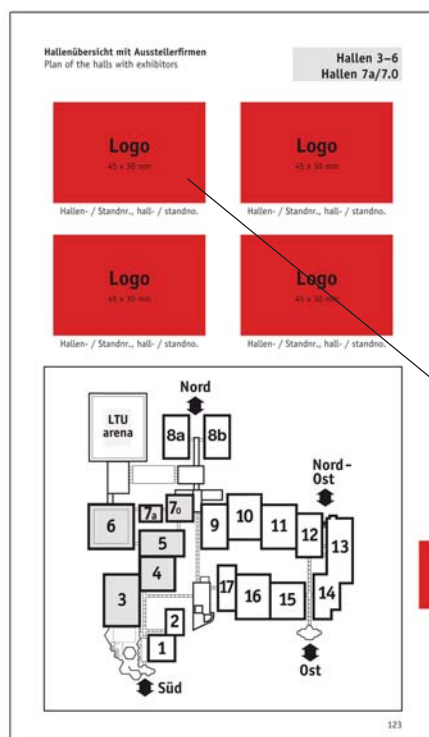 Hallenübersicht mit Ausstellerfirmen
Plan of the halls with exhibitors
Hallen 3–6
Hallen 7a/7.0
Logo
45 x 30 mm
Hallen- / Standnr., hall- / standno.
Logo
45 x 30 mm
Hallen- / Standnr., hall- / standno.
Logo
45 x 30 mm
Hallen- / Standnr., hall- / standno.
Logo
45 x 30 mm
Hallen- / Standnr., hall- / standno.
Nord
LTU
arena
8a
8b
Nord-
Ost
6
7a
70
9
10
11
12
13
5
4
3
17
16
15
14
2
1
Ost
Süd
123